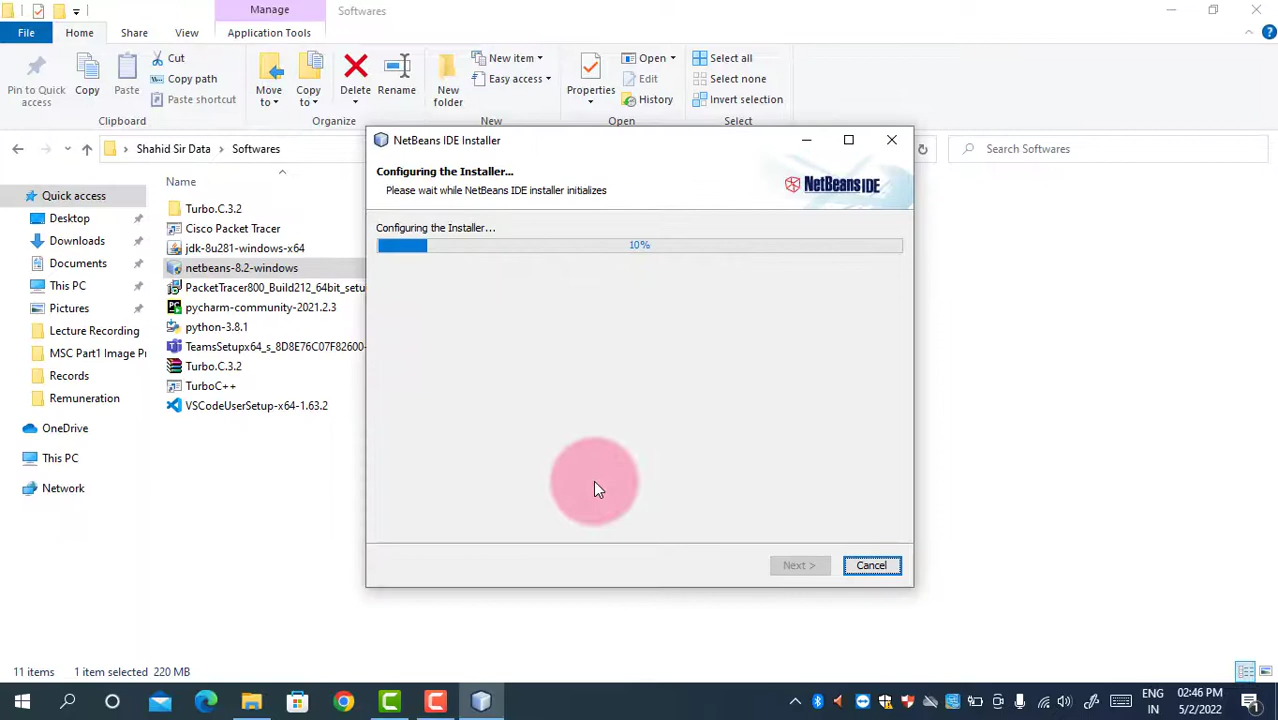 Manage
Softwares
File
Home
Share
View
Application Tools
Pin to Quick
access
Copy
Paste
Cut
Copy path
Paste shortcut
Clipboard
Move
to
Copy
to
Delete
Rename
Organize
New
folder
New item
Easy access
New
Properties
Open
Edit
History
Open
Select all
Select none
Invert selection
Select
Shahid Sir Data > Softwares
Search Softwares
Quick access
Desktop
Downloads
Documents
This PC
Pictures
Lecture Recording
MSC Part1 Image Pr
Records
Remuneration
OneDrive
This PC
Network
Name
Turbo.C.3.2
Cisco Packet Tracer
jdk-8u281-windows-x64
netbeans-8.2-windows
PacketTracer800_Build212_64bit_setu
pycharm-community-2021.2.3
python-3.8.1
TeamsSetupx64_s_8D8E76C07F82600-
Turbo.C.3.2
TurboC++
VSCodeUserSetup-x64-1.63.2
NetBeans IDE Installer
Configuring the Installer...
Please wait while NetBeans IDE installer initializes
NetBeans IDE
Configuring the Installer...
10%
Next >
Cancel
11 items
1 item selected 220 MB
ENG
IN
02:46 PM
5/2/2022
1